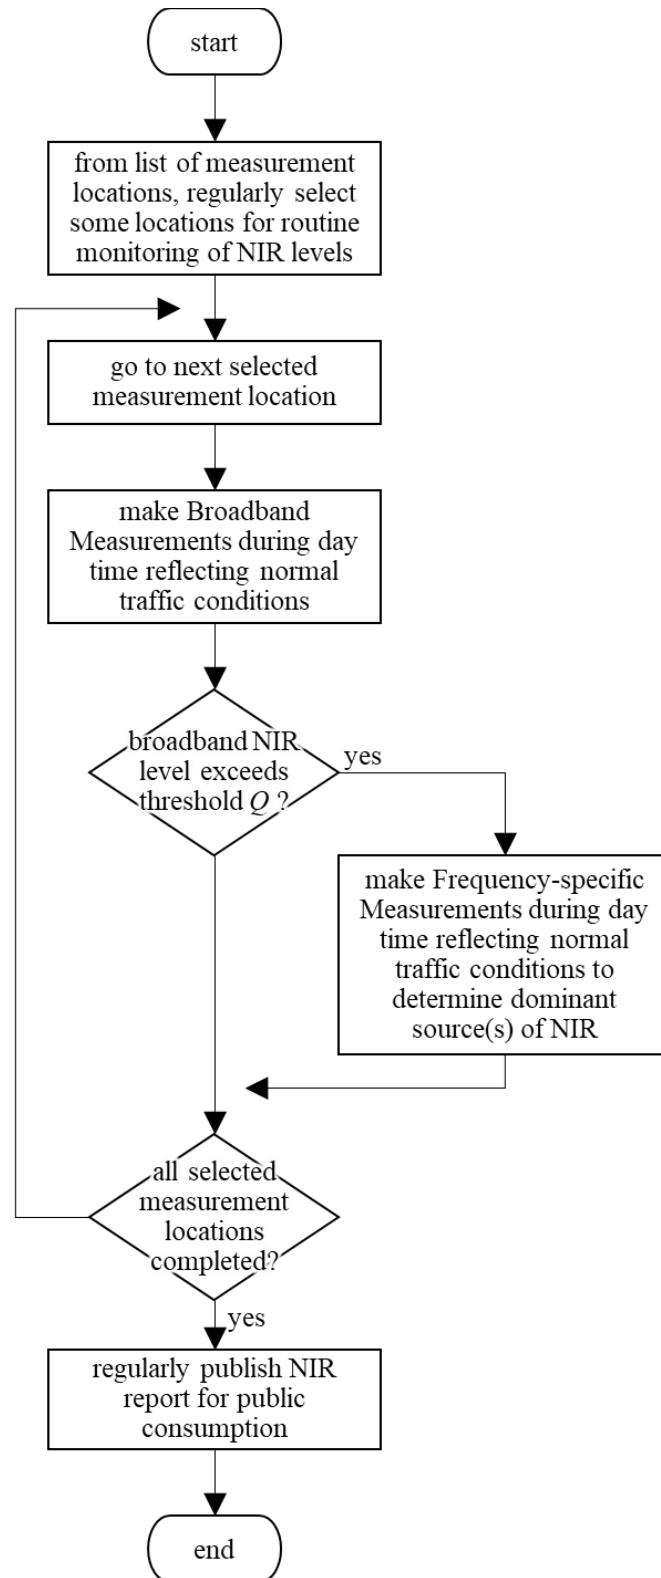 start
from list of measurement
locations, regularly select
some locations for routine
monitoring of NIR levels
go to next selected
measurement location
make Broadband
Measurements during day
time reflecting normal
traffic conditions
broadband NIR
level exceeds
threshold Q ?
yes
make Frequency-specific
Measurements during day
time reflecting normal
traffic conditions to
determine dominant
source(s) of NIR
all selected
measurement
locations
completed?
yes
regularly publish NIR
report for public
consumption
end